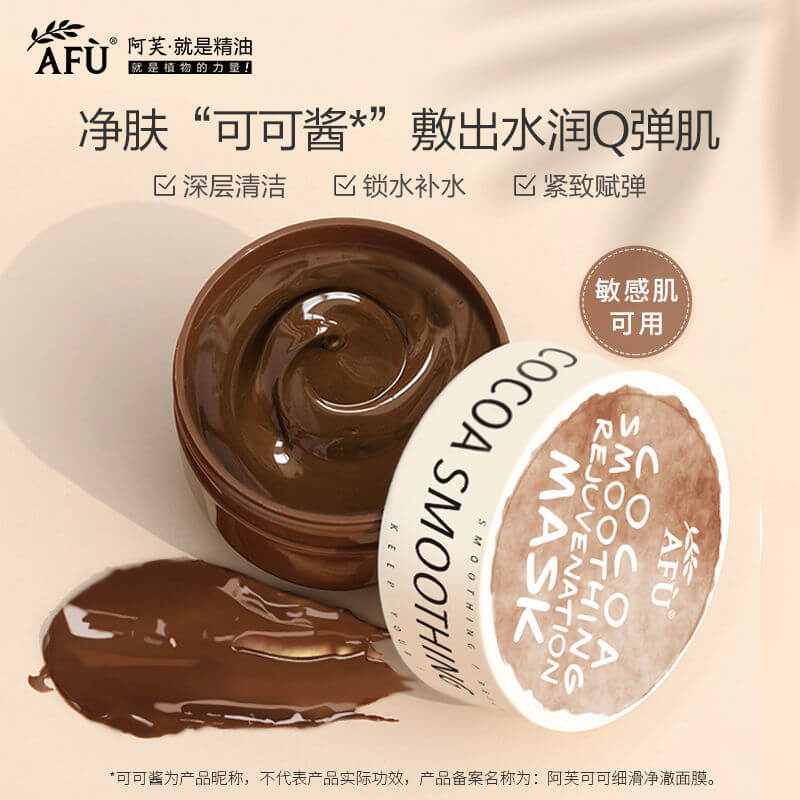 AFÙ® 阿芙·就是精油
就是植物的力量!
净肤“可可酱*”敷出水润Q弹肌
深层清洁 锁水补水 紧致赋弹
敏感肌
可用
COCOA SMOOTHING
SMOOTHING
KEEP YOUR
COCOA
SMOOTHING
REJUVENATION
MASK
AFÙ®
*可可酱为产品昵称，不代表产品实际功效，产品备案名称为：阿芙可可细滑净澈面膜。